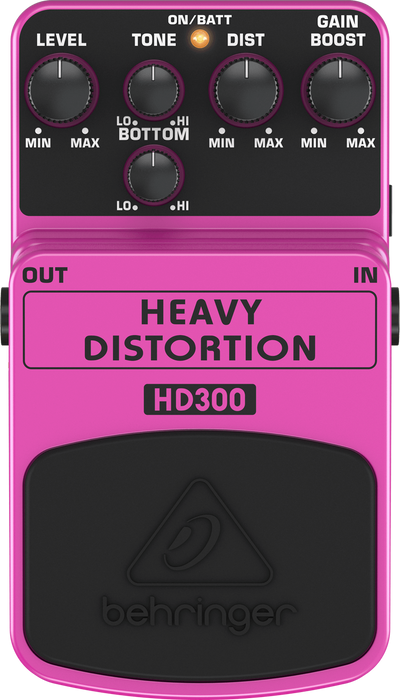 ON/BATT
LEVEL TONE DIST GAIN BOOST
LO HI
MIN MAX BOTTOM MIN MAX MIN MAX
LO HI
OUT IN
HEAVY
DISTORTION
HD300
behringer